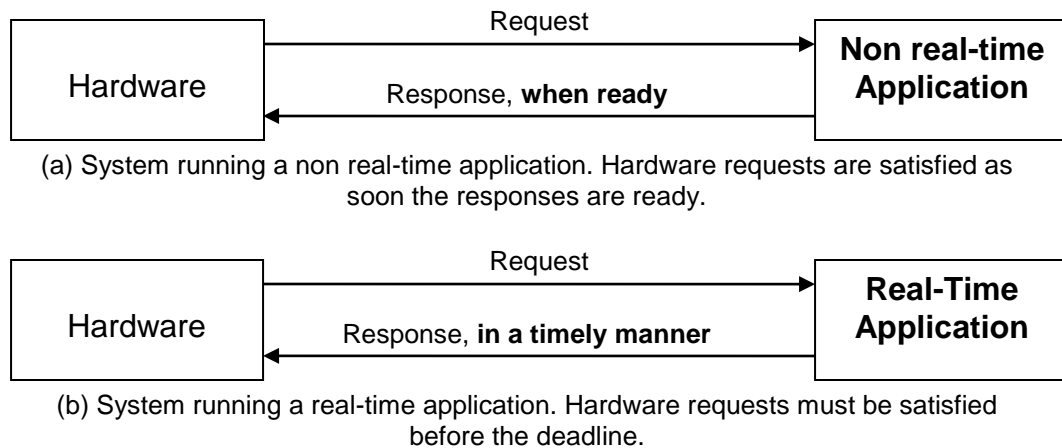 Request
Hardware
Non real-time
Application
Response, when ready
(a) System running a non real-time application. Hardware requests are satisfied as
soon the responses are ready.
Request
Hardware
Real-Time
Application
Response, in a timely manner
(b) System running a real-time application. Hardware requests must be satisfied
before the deadline.